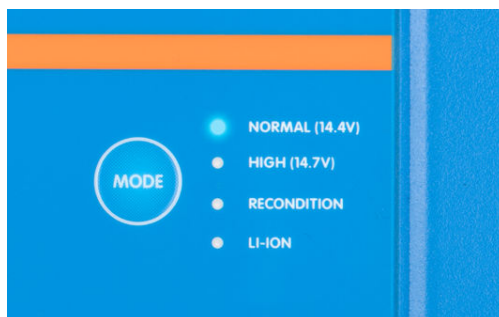 NORMAL (14.4V)
HIGH (14.7V)
MODE
RECONDITION
LI-ION